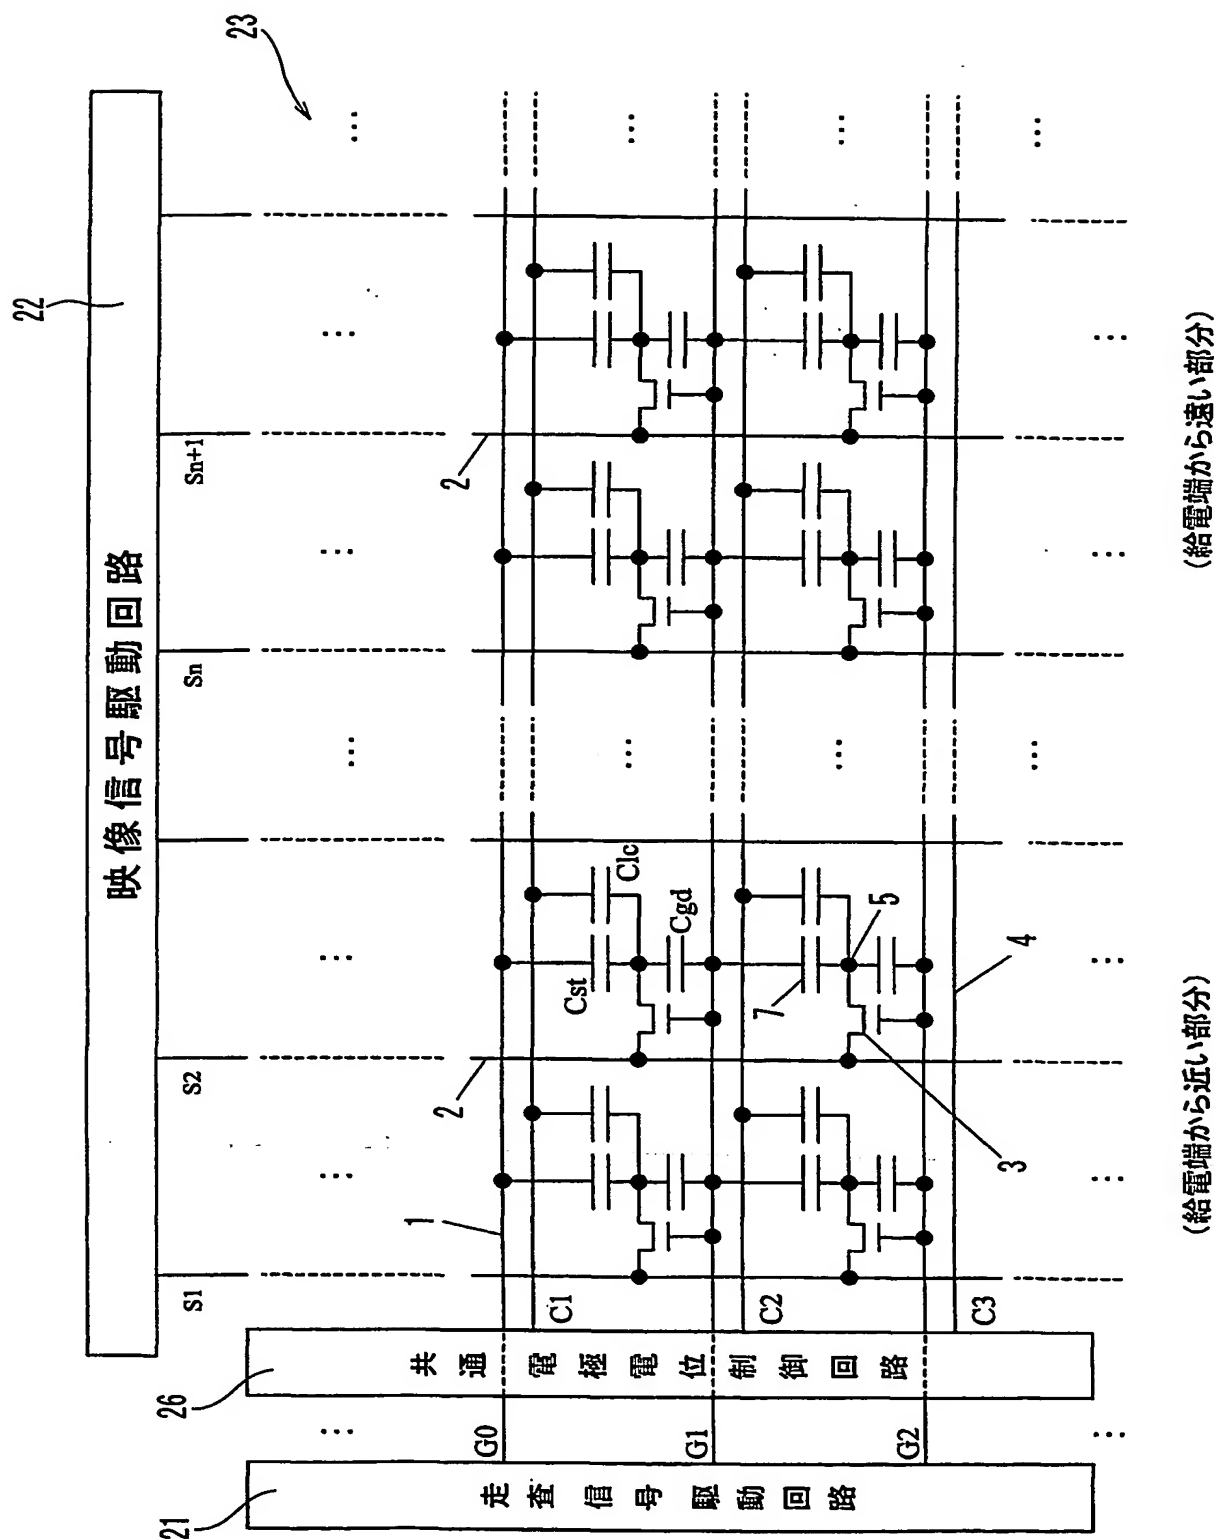 22
23
映像信号駆動回路
S1
S2
Sn
Sn+1
2
2
1
Cst
Clc
Cgd
7
5
3
4
21
走査信号駆動回路
26
共通電極電位制御回路
G0
G1
G2
C1
C2
C3
(給電端から近い部分)
(給電端から遠い部分)